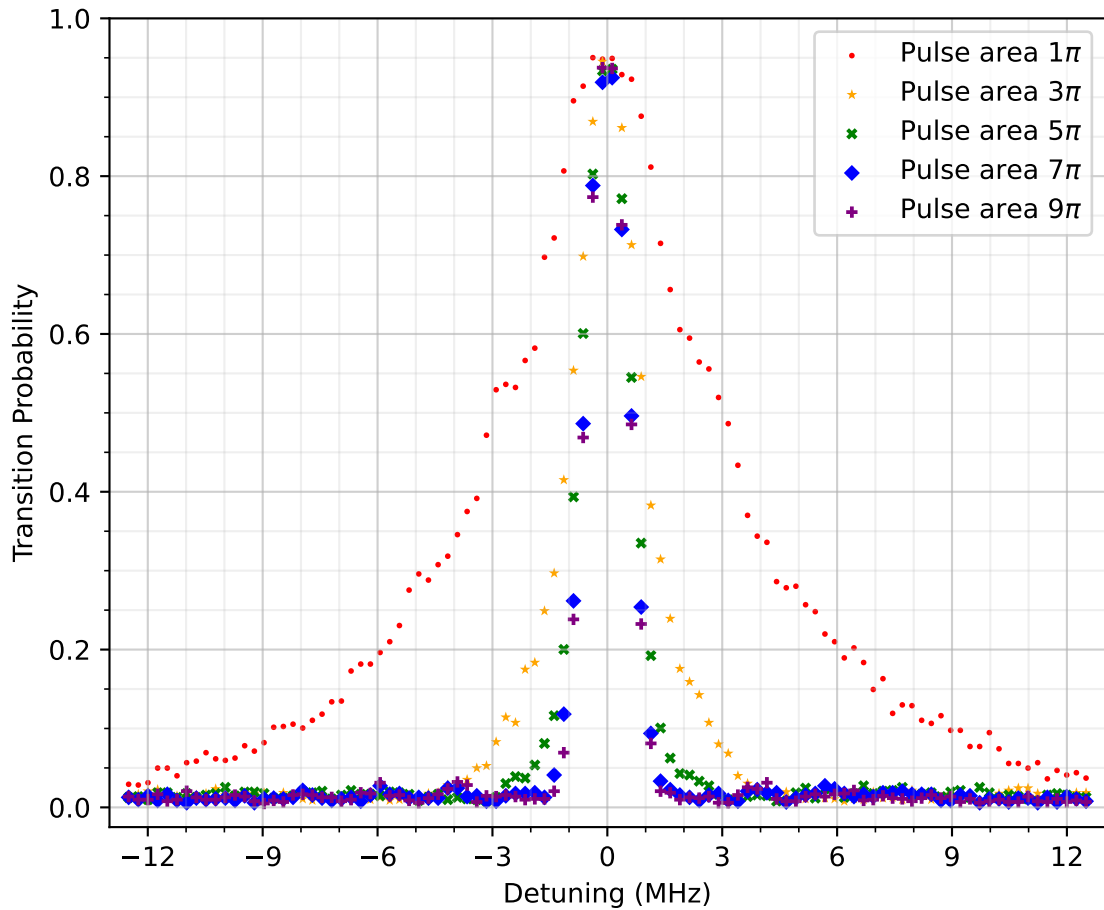 1.0
0.8
0.6
0.4
0.2
0.0
Transition Probability
Pulse area 1π
Pulse area 3π
Pulse area 5π
Pulse area 7π
Pulse area 9π
−12 −9 −6 −3 0 3 6 9 12
Detuning (MHz)